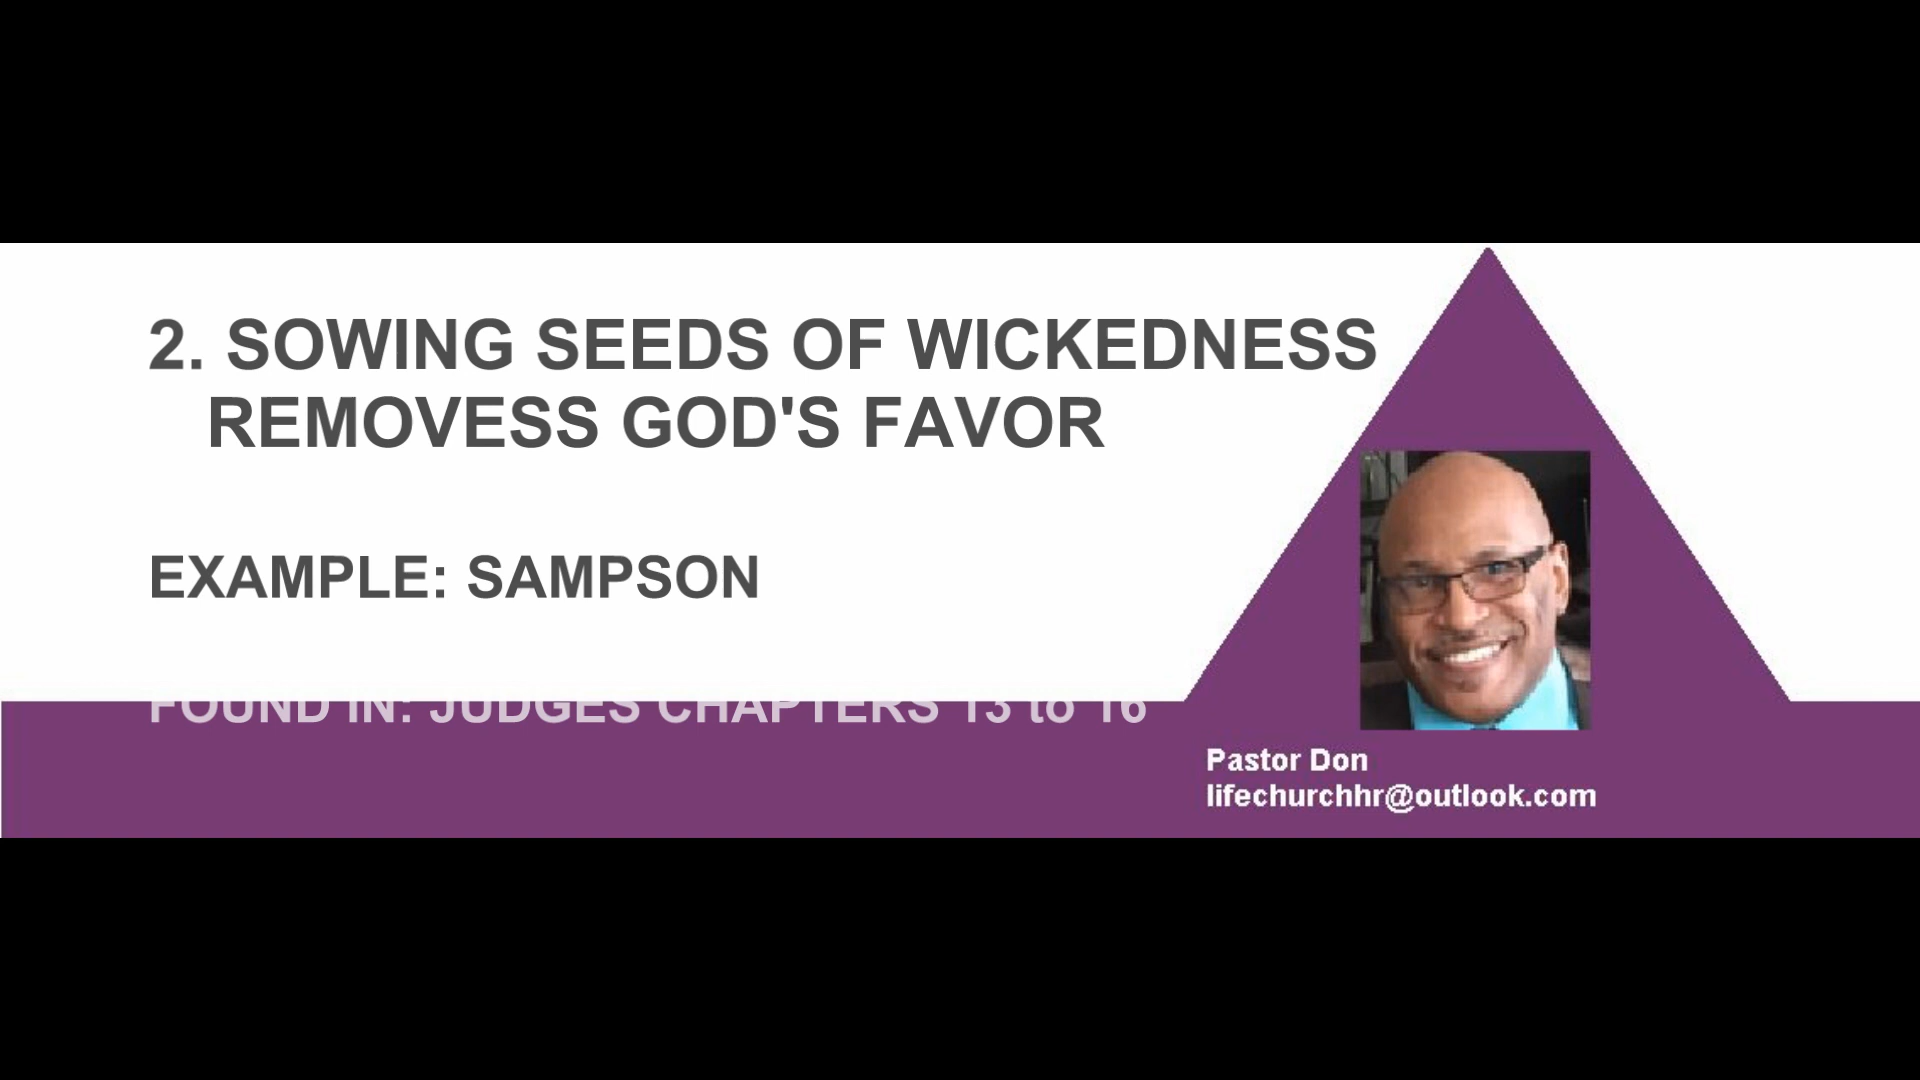 2. SOWING SEEDS OF WICKEDNESS
REMOVESS GOD'S FAVOR
EXAMPLE: SAMPSON
FOUND IN: JUDGES CHAPTERS 13 to 16
Pastor Don
lifechurchhr@outlook.com